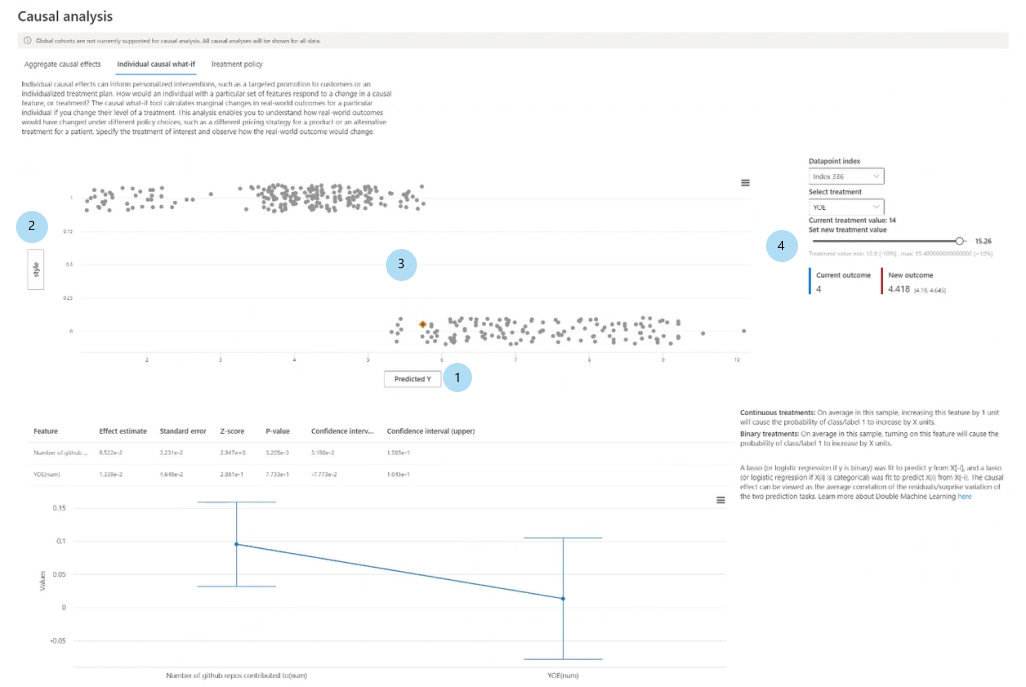 Causal analysis
Global cohorts are not currently supported for causal analysis. All causal analyses will be shown for all data.
Aggregate causal effects Individual causal what-if Treatment policy
Individual causal effects can inform personalized interventions, such as a targeted promotion to customers or an
individualized treatment plan. How would an individual with a particular set of features respond to a change in a causal
feature, or treatment? The causal what-if tool calculates marginal changes in real-world outcomes for a particular
individual if you change their level of a treatment. This analysis enables you to understand how real-world outcomes
would have changed under different policy choices, such as a different pricing strategy for a product or an alternative
treatment for a patient. Specify the treatment of interest and observe how the real-world outcome would change.
Datapoint index
Index 336
Select treatment
YOE
Current treatment value: 14
Set new treatment value
15.26
Treatment value min: 12.6 (-10%) . max: 15.400000000000000 (+10%)
Current outcome New outcome
4 4.418 (4.19, 4.645)
1
0.75
0.5
0.25
0
style
2
3
4
2 3 4 5 6 7 8 9 10
Predicted Y
1
Continuous treatments: On average in this sample, increasing this feature by 1 unit
will cause the probability of class/label 1 to increase by X units.
Binary treatments: On average in this sample, turning on this feature will cause the
probability of class/label 1 to increase by X units.
A lasso (or logistic regression if y is binary) was fit to predict y from X[-i], and a lasso
(or logistic regression if X(i) is categorical) was fit to predict X(i) from X(-i). The causal
effect can be viewed as the average correlation of the residuals/surprise variation of
the two prediction tasks. Learn more about Double Machine Learning here
Feature Effect estimate Standard error Z-score P-value Confidence interv... Confidence interval (upper)
Number of github ... 9.522e-2 3.231e-2 2.947e+0 3.205e-3 3.190e-2 1.585e-1
YOE(num) 1.339e-2 4.649e-2 2.881e-1 7.733e-1 -7.773e-2 1.045e-1
0.15
0.1
0.05
0
-0.05
Values
Number of github repos contributed to(num) YOE(num)